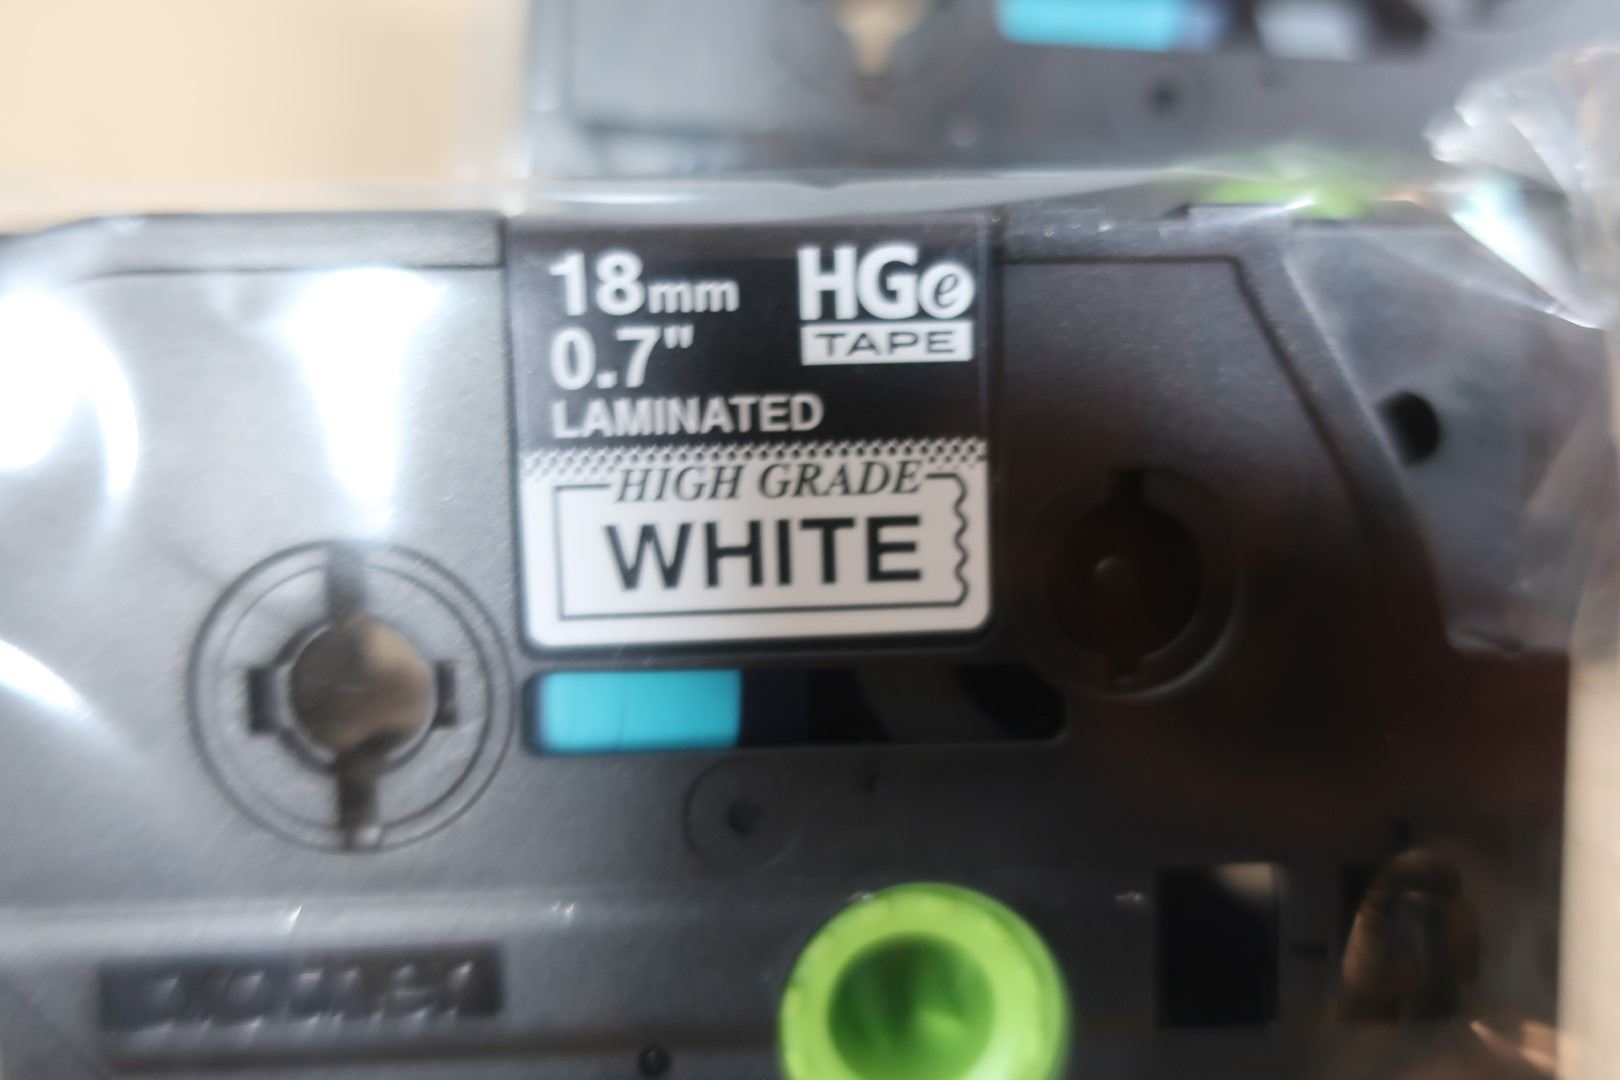 18mm
HGe
0.7"
TAPE
LAMINATED
HIGH GRADE
WHITE